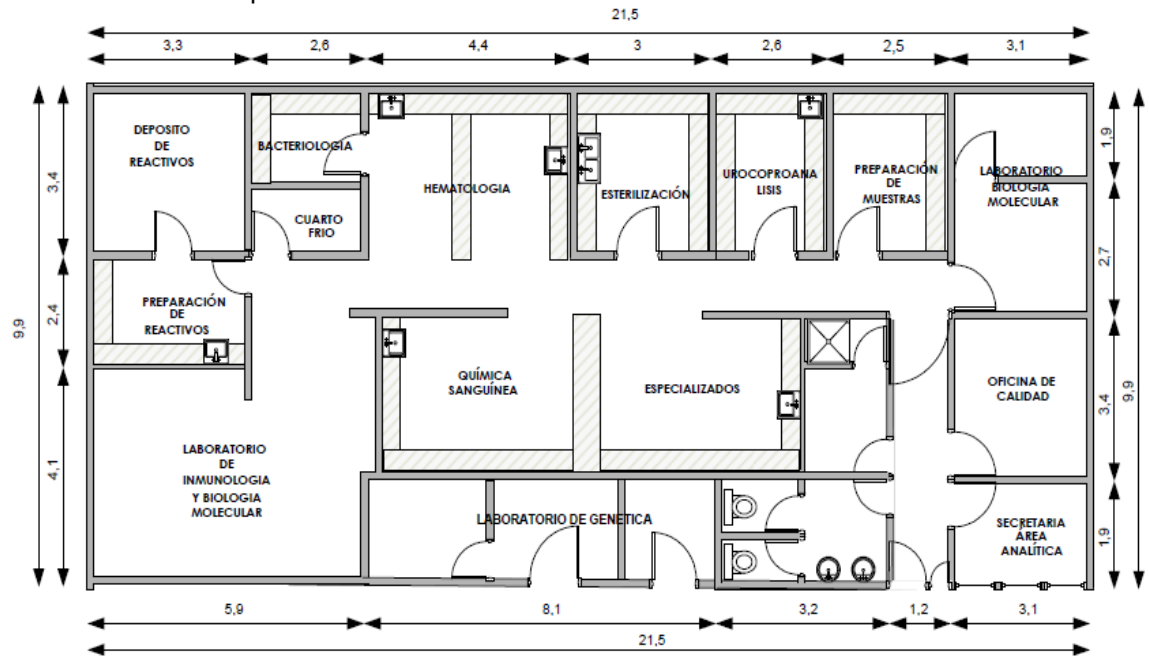 21,5
3,3
2,6
4,4
3
2,6
2,5
3,1
DEPOSITO
DE
REACTIVOS
BACTERIOLOGIA
CUARTO
FRIO
HEMATOLOGIA
ESTERILIZACIÓN
UROCOPROANA
LISIS
PREPARACIÓN
DE
MUESTRAS
LABORATORIO
BIOLOGIA
MOLECULAR
PREPARACIÓN
DE
REACTIVOS
QUÍMICA
SANGUÍNEA
ESPECIALIZADOS
OFICINA DE
CALIDAD
LABORATORIO
DE
INMUNOLOGIA
Y BIOLOGIA
MOLECULAR
LABORATORIO DE GENETICA
SECRETARIA
ÁREA
ANALÍTICA
9,9
3,4
2,4
4,1
1,9
2,7
3,4
1,9
9,9
5,9
8,1
3,2
1,2
3,1
21,5